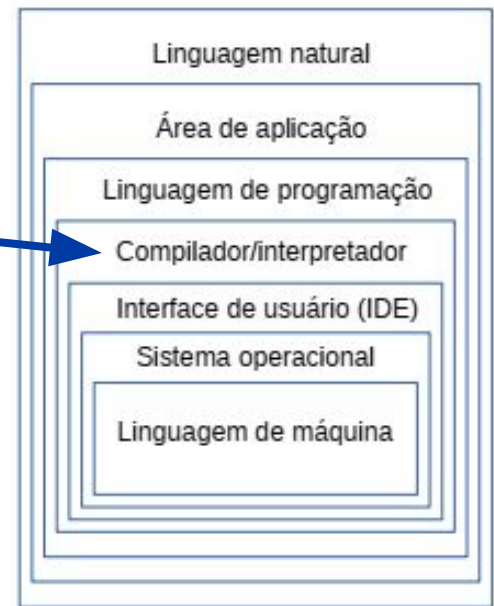 Linguagem natural
Área de aplicação
Linguagem de programação
Compilador/interpretador
Interface de usuário (IDE)
Sistema operacional
Linguagem de máquina